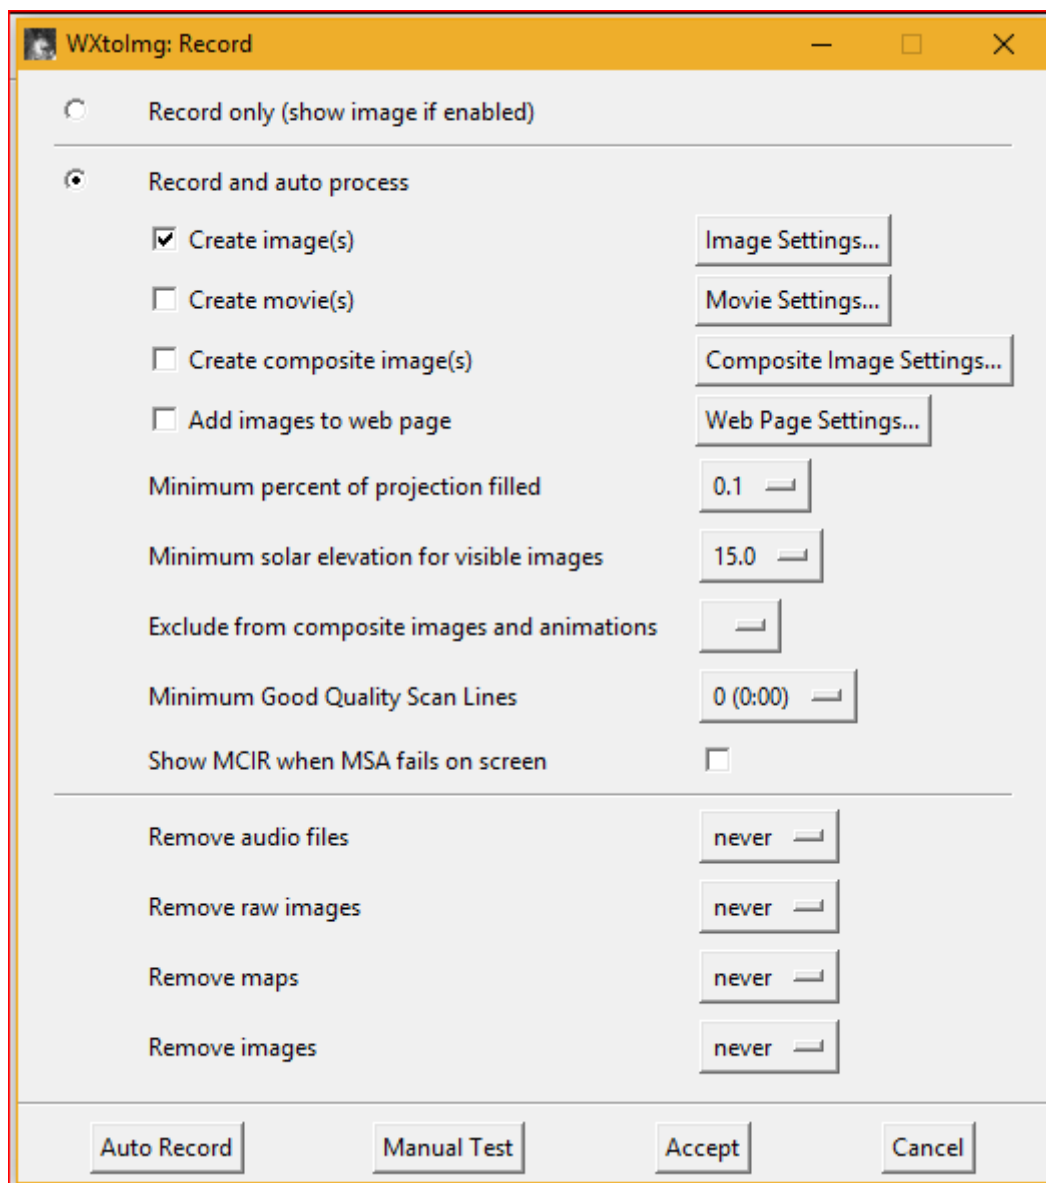 WXtoImg: Record
Record only (show image if enabled)
Record and auto process
Create image(s) Image Settings...
Create movie(s) Movie Settings...
Create composite image(s) Composite Image Settings...
Add images to web page Web Page Settings...
Minimum percent of projection filled 0.1
Minimum solar elevation for visible images 15.0
Exclude from composite images and animations
Minimum Good Quality Scan Lines 0 (0:00)
Show MCIR when MSA fails on screen
Remove audio files never
Remove raw images never
Remove maps never
Remove images never
Auto Record Manual Test Accept Cancel